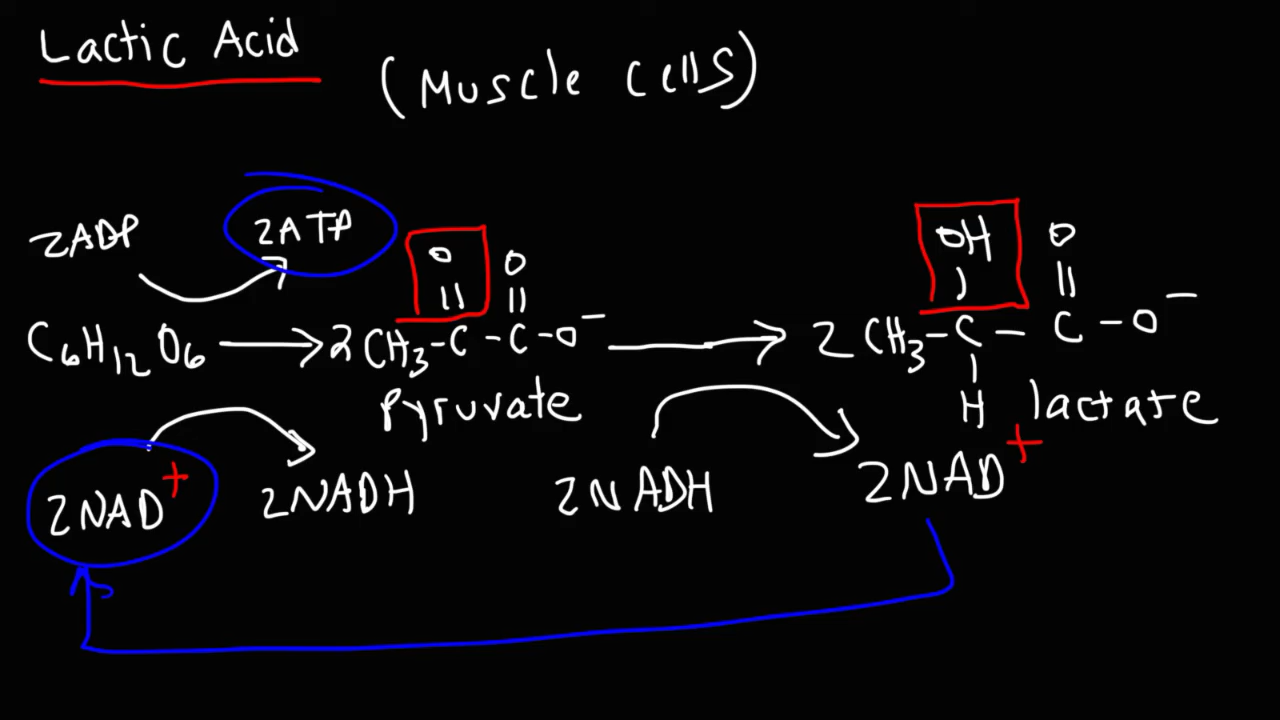 Lactic Acid
(Muscle cells)
2ADP 2ATP
O O OH O
C₆H₁₂O₆ → 2CH₃-C-C-O⁻ → 2CH₃-C-C-O⁻
H
pyruvate lactate
2NAD⁺ 2NADH 2NADH 2NAD⁺